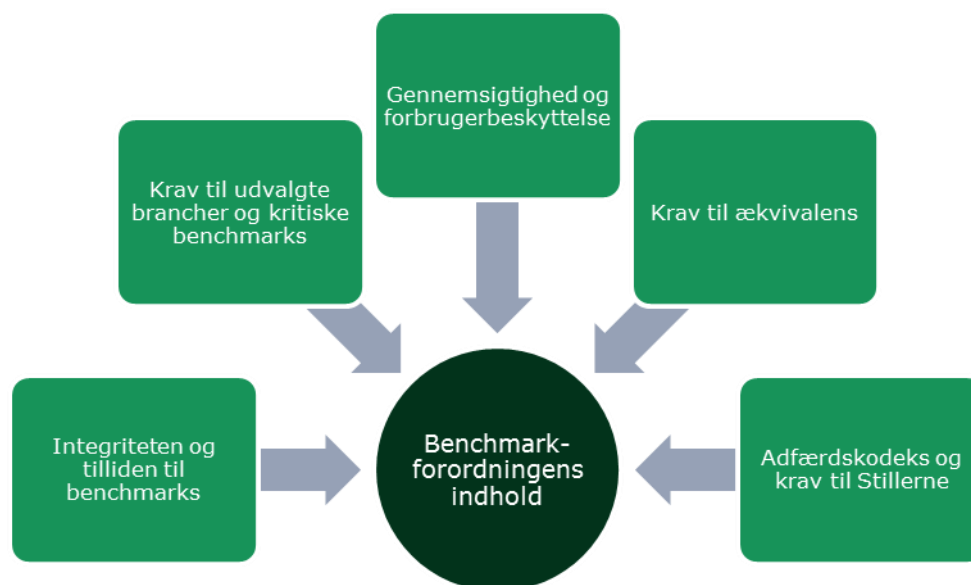 Gennemsigtighed og
forbrugerbeskyttelse
Krav til udvalgte
brancher og kritiske
benchmarks
Krav til ækvivalens
Integriteten og
tilliden til
benchmarks
Benchmark-
forordningens
indhold
Adfærdskodeks og
krav til Stillerne